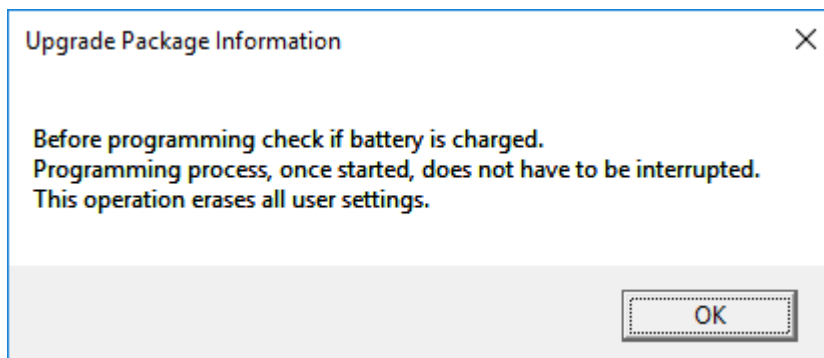 Upgrade Package Information
Before programming check if battery is charged.
Programming process, once started, does not have to be interrupted.
This operation erases all user settings.
OK